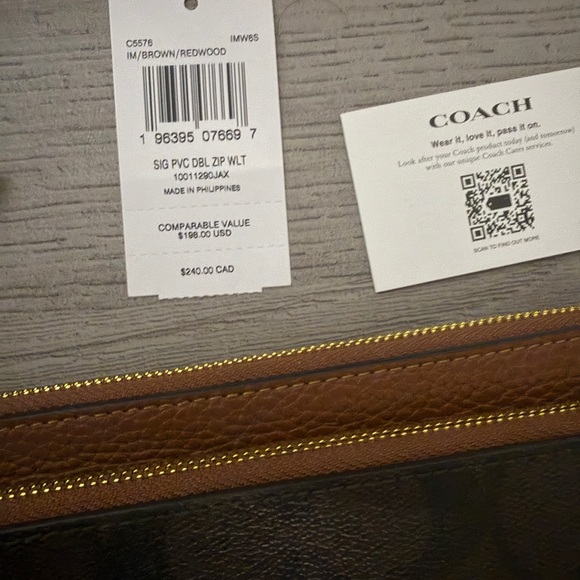 C5576 IMW8S
IM/BROWN/REDWOOD
1 96395 07669 7
SIG PVC DBL ZIP WLT
10011290JAX
MADE IN PHILIPPINES
COMPARABLE VALUE
$198.00 USD
$240.00 CAD
COACH
Wear it, love it, pass it on.
Look after your Coach product today (and tomorrow)
with our unique Coach Care services.
SCAN TO FIND OUT MORE